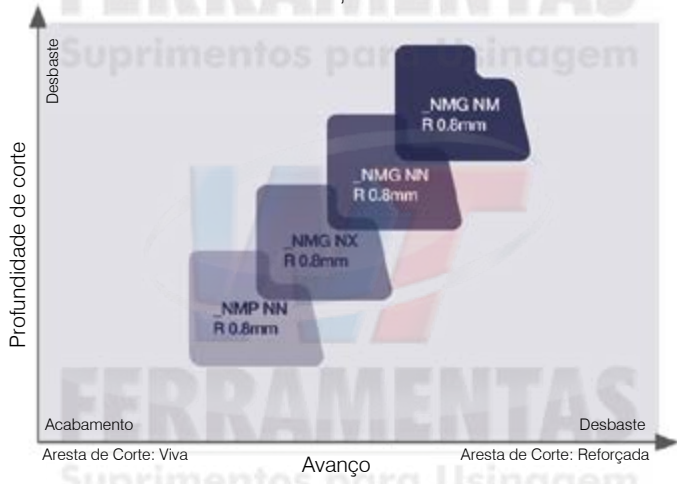 FERRAMENTAS
Suprimentos para Usinagem
Desbaste
Profundidade de corte
_NMG NM
R 0.8mm
_NMG NN
R 0.8mm
_NMG NX
R 0.8mm
_NMP NN
R 0.8mm
FERRAMENTAS
Acabamento
Desbaste
Aresta de Corte: Viva
Avanço
Aresta de Corte: Reforçada
Suprimentos para Usinagem